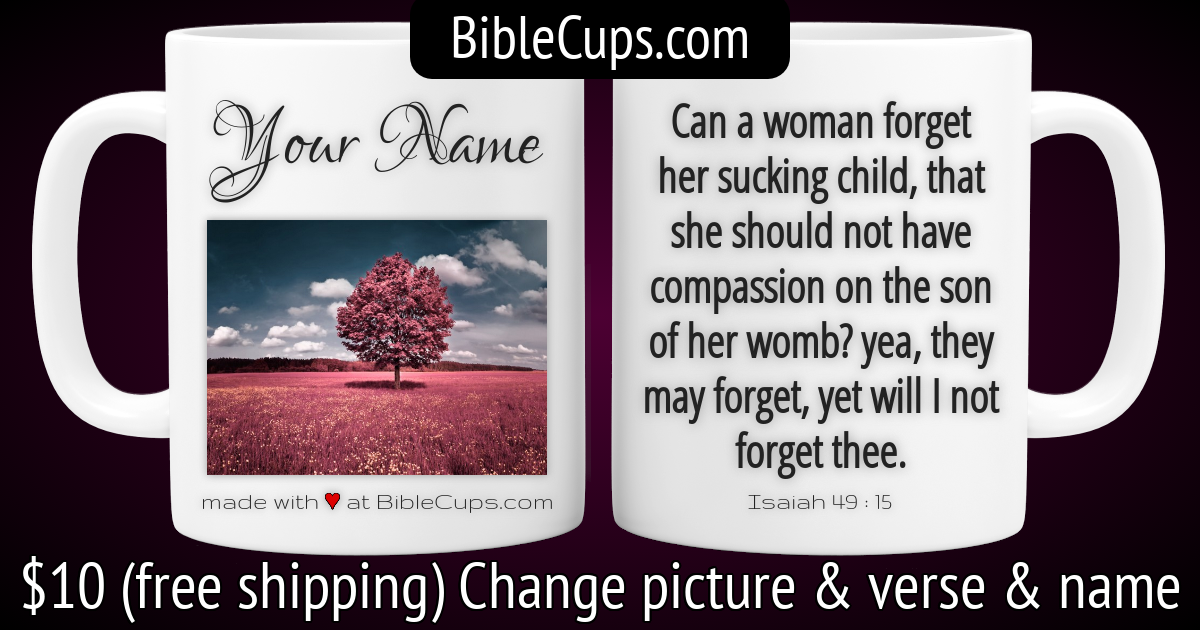 BibleCups.com
Your Name
made with ❤ at BibleCups.com
Can a woman forget
her sucking child, that
she should not have
compassion on the son
of her womb? yea, they
may forget, yet will I not
forget thee.
Isaiah 49 : 15
$10 (free shipping) Change picture & verse & name